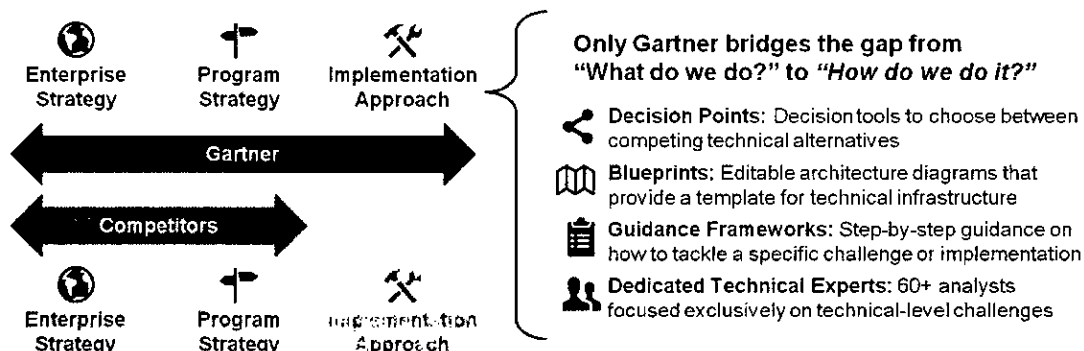 Enterprise Strategy
Program Strategy
Implementation Approach
Gartner
Competitors
Enterprise Strategy
Program Strategy
Implementation Approach
Only Gartner bridges the gap from
“What do we do?” to “How do we do it?”
Decision Points: Decision tools to choose between
competing technical alternatives
Blueprints: Editable architecture diagrams that
provide a template for technical infrastructure
Guidance Frameworks: Step-by-step guidance on
how to tackle a specific challenge or implementation
Dedicated Technical Experts: 60+ analysts
focused exclusively on technical-level challenges